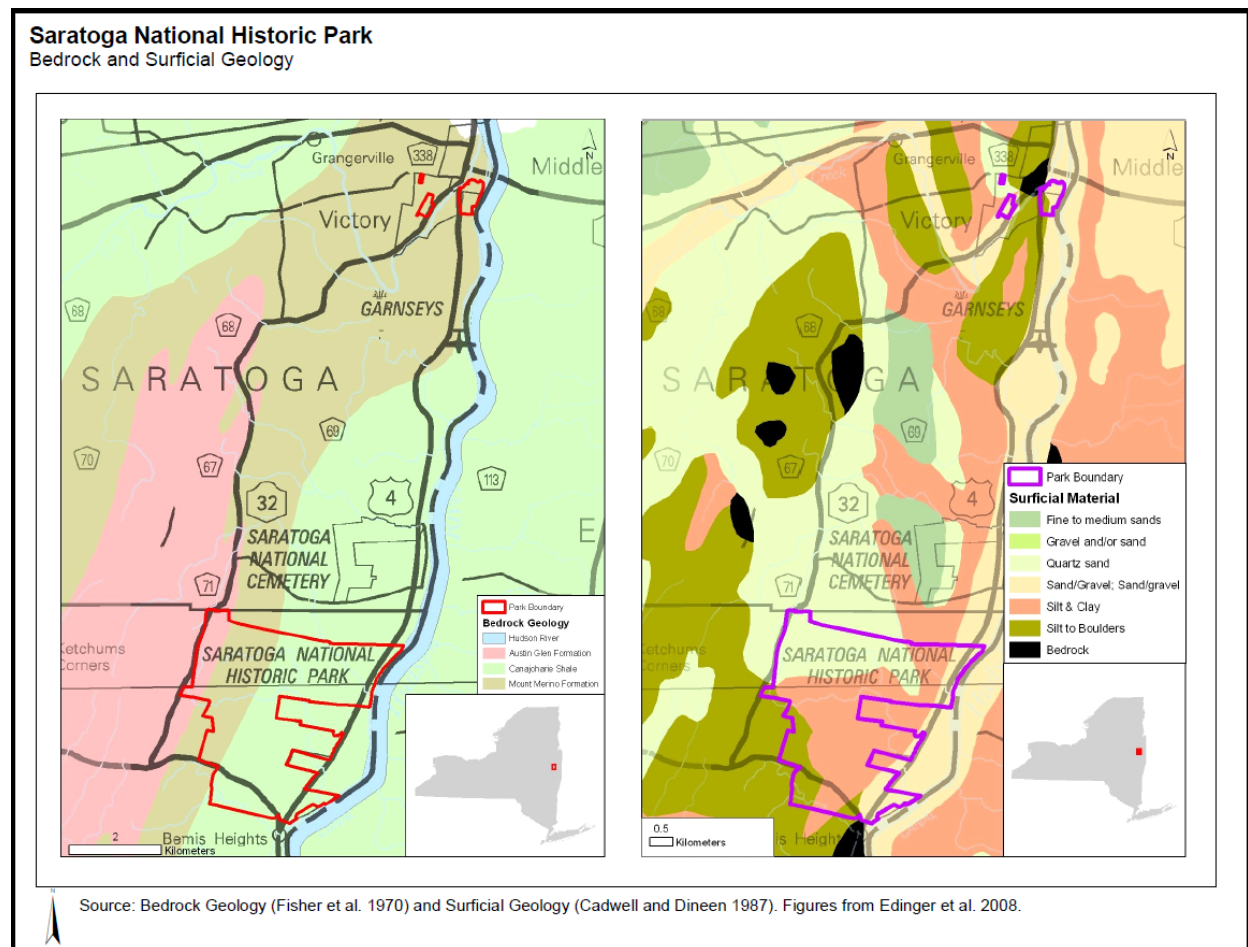 Saratoga National Historic Park
Bedrock and Surficial Geology
N
Grangerville
338
Middle
Victory
GARNSEYS
68
68
SARATOGA
69
70
67
32
4
113
E
SARATOGA
NATIONAL
CEMETERY
71
Ketchums
Corners
SARATOGA NATIONAL
HISTORIC PARK
Bemis Heights
2
Kilometers
Park Boundary
Bedrock Geology
Hudson River
Austin Glen Formation
Canajoharie Shale
Mount Merino Formation
N
Grangerville
338
Middle
Victory
GARNSEYS
68
68
SARATOGA
69
70
67
32
4
SARATOGA
NATIONAL
CEMETERY
71
Ketchums
Corners
SARATOGA NATIONAL
HISTORIC PARK
is Heights
0.5
Kilometers
Park Boundary
Surficial Material
Fine to medium sands
Gravel and/or sand
Quartz sand
Sand/Gravel; Sand/gravel
Silt & Clay
Silt to Boulders
Bedrock
N
Source: Bedrock Geology (Fisher et al. 1970) and Surficial Geology (Cadwell and Dineen 1987). Figures from Edinger et al. 2008.